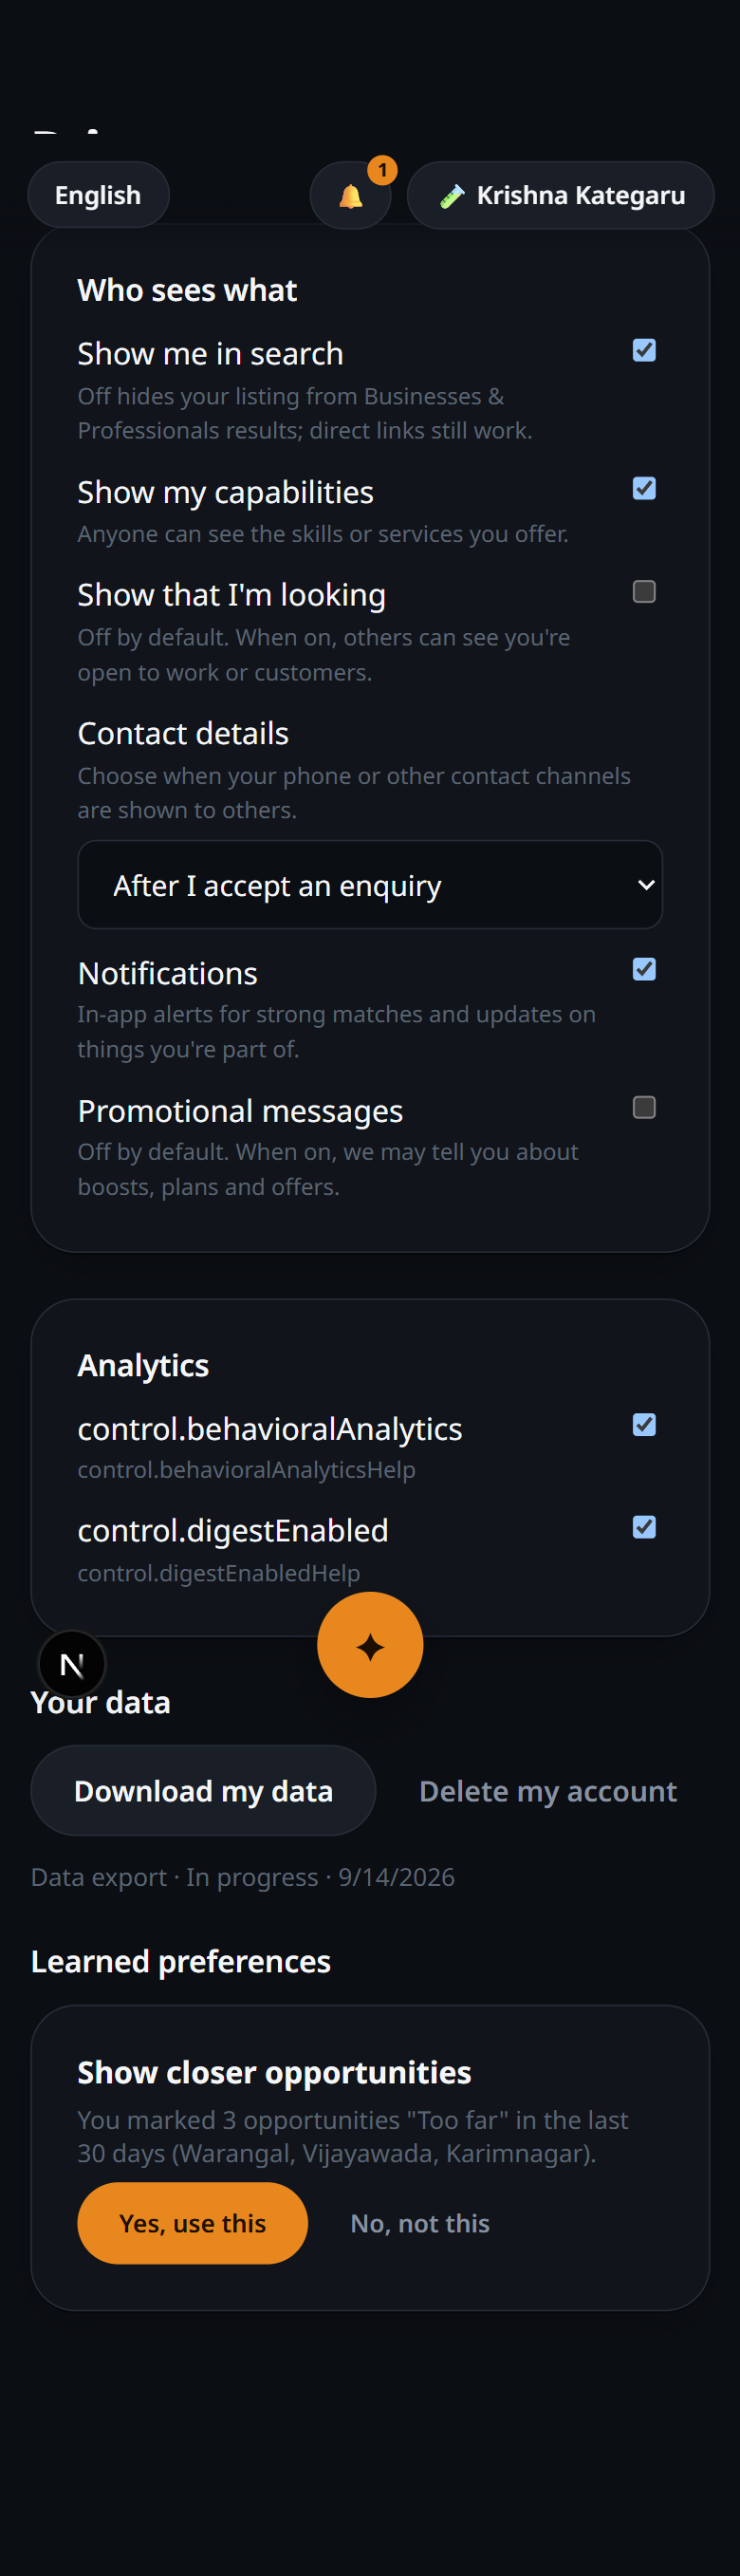 English
1
Krishna Kategaru
Who sees what
Show me in search
Off hides your listing from Businesses &
Professionals results; direct links still work.
Show my capabilities
Anyone can see the skills or services you offer.
Show that I'm looking
Off by default. When on, others can see you're
open to work or customers.
Contact details
Choose when your phone or other contact channels
are shown to others.
After I accept an enquiry
Notifications
In-app alerts for strong matches and updates on
things you're part of.
Promotional messages
Off by default. When on, we may tell you about
boosts, plans and offers.
Analytics
control.behavioralAnalytics
control.behavioralAnalyticsHelp
control.digestEnabled
control.digestEnabledHelp
N
Your data
Download my data
Delete my account
Data export · In progress · 9/14/2026
Learned preferences
Show closer opportunities
You marked 3 opportunities "Too far" in the last
30 days (Warangal, Vijayawada, Karimnagar).
Yes, use this
No, not this